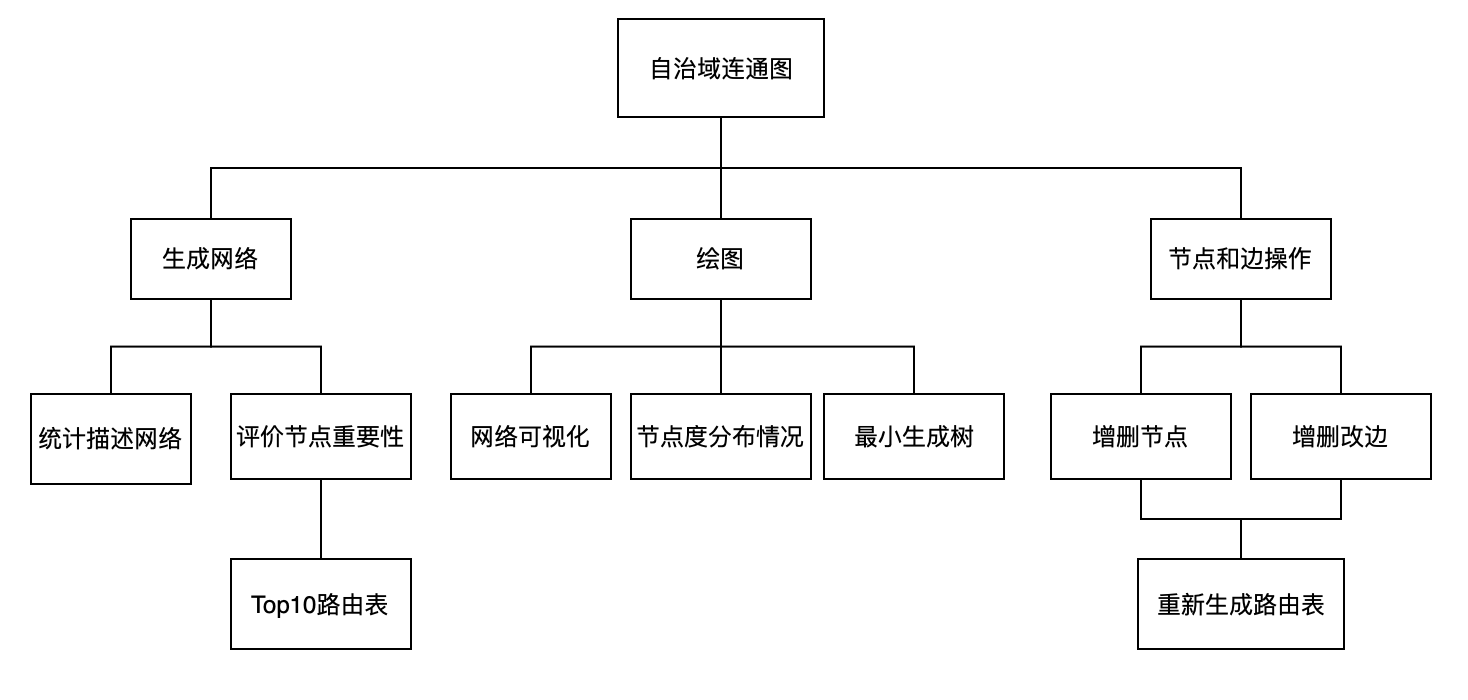 自治域连通图
生成网络
绘图
节点和边操作
统计描述网络
评价节点重要性
网络可视化
节点度分布情况
最小生成树
增删节点
增删改边
Top10路由表
重新生成路由表